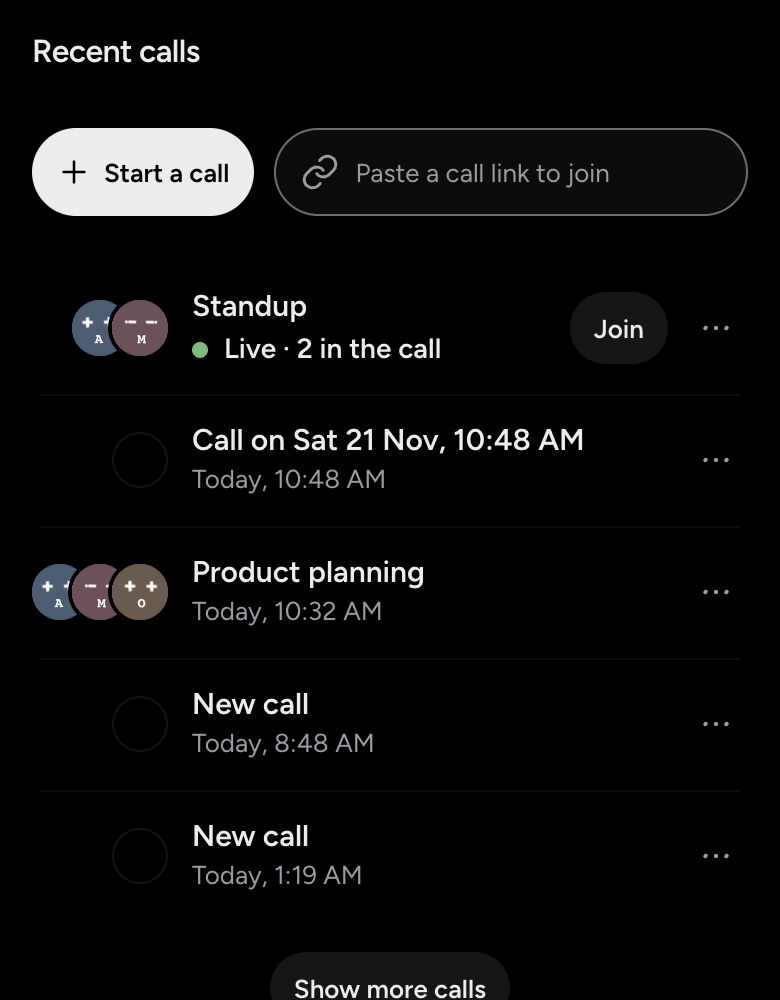 Recent calls
Start a call
Paste a call link to join
A M
Standup
Join
Live · 2 in the call
Call on Sat 21 Nov, 10:48 AM
Today, 10:48 AM
A M O
Product planning
Today, 10:32 AM
New call
Today, 8:48 AM
New call
Today, 1:19 AM
Show more calls